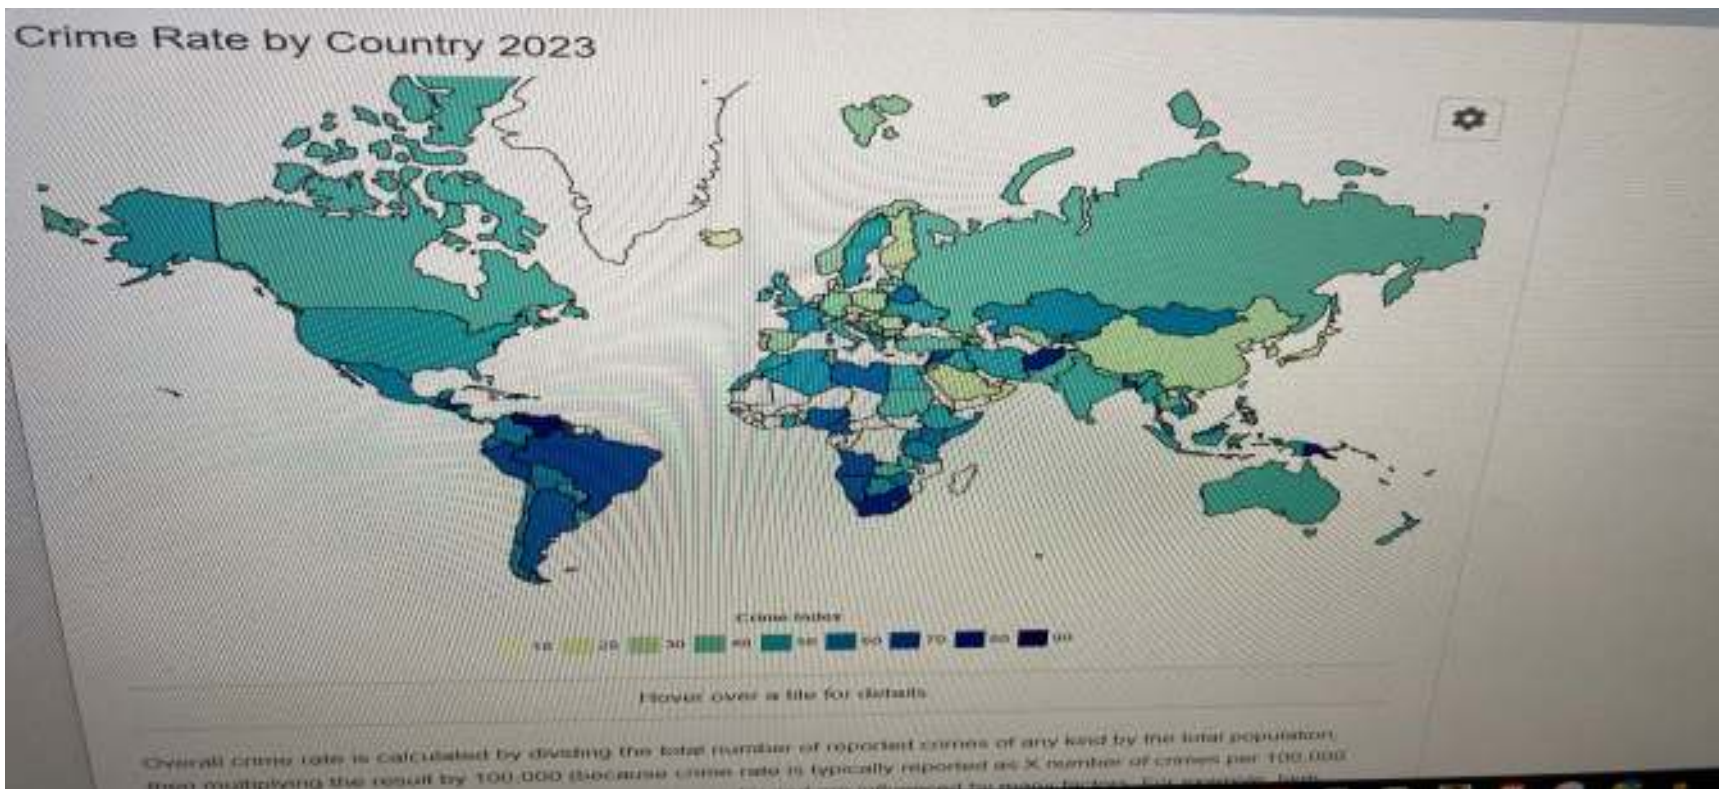 Crime Rate by Country 2023
Crime Index
10 20 30 40 50 60 70 80 90
Hover over a tile for details
Overall crime rate is calculated by dividing the total number of reported crimes of any kind by the total population,
then multiplying the result by 100,000 (because crime rate is typically reported as X number of crimes per 100,000